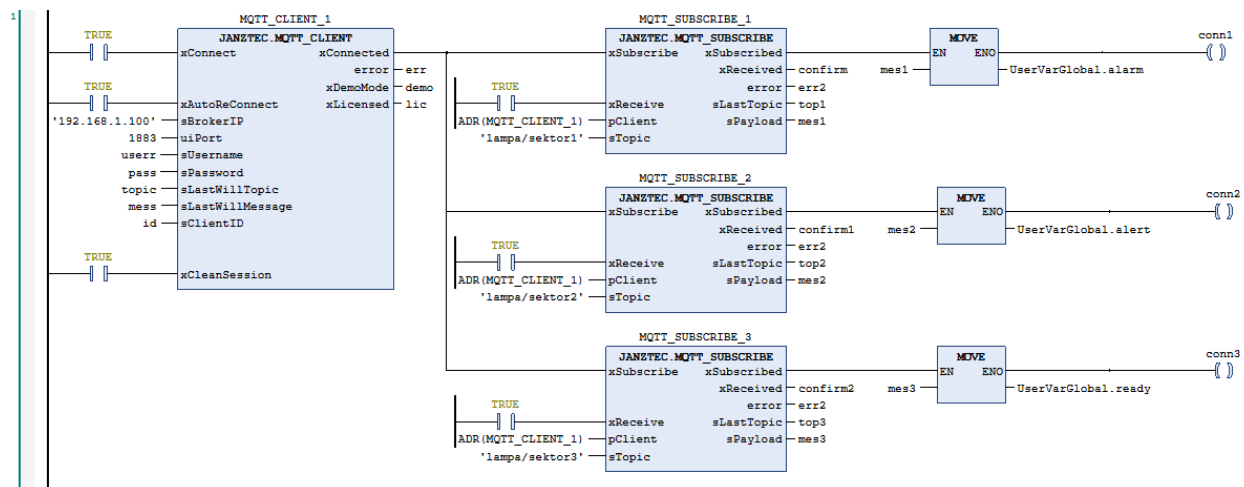 1
MQTT_CLIENT_1
TRUE
JANZTEC.MQTT_CLIENT
xConnect xConnected
error err
xDemoMode demo
TRUE
xAutoReConnect xLicensed lic
'192.168.1.100' sBrokerIP
1883 uiPort
userr sUsername
pass sPassword
topic sLastWillTopic
mess sLastWillMessage
id sClientID
TRUE
xCleanSession
MQTT_SUBSCRIBE_1
JANZTEC.MQTT_SUBSCRIBE
xSubscribe xSubscribed
xReceived confirm
error err2
TRUE
xReceive sLastTopic top1
ADR(MQTT_CLIENT_1) pClient sPayload mes1
'lampa/sektor1' sTopic
MOVE
EN ENO
mes1 UserVarGlobal.alarm
conn1
MQTT_SUBSCRIBE_2
JANZTEC.MQTT_SUBSCRIBE
xSubscribe xSubscribed
xReceived confirm1
error err2
TRUE
xReceive sLastTopic top2
ADR(MQTT_CLIENT_1) pClient sPayload mes2
'lampa/sektor2' sTopic
MOVE
EN ENO
mes2 UserVarGlobal.alert
conn2
MQTT_SUBSCRIBE_3
JANZTEC.MQTT_SUBSCRIBE
xSubscribe xSubscribed
xReceived confirm2
error err2
TRUE
xReceive sLastTopic top3
ADR(MQTT_CLIENT_1) pClient sPayload mes3
'lampa/sektor3' sTopic
MOVE
EN ENO
mes3 UserVarGlobal.ready
conn3